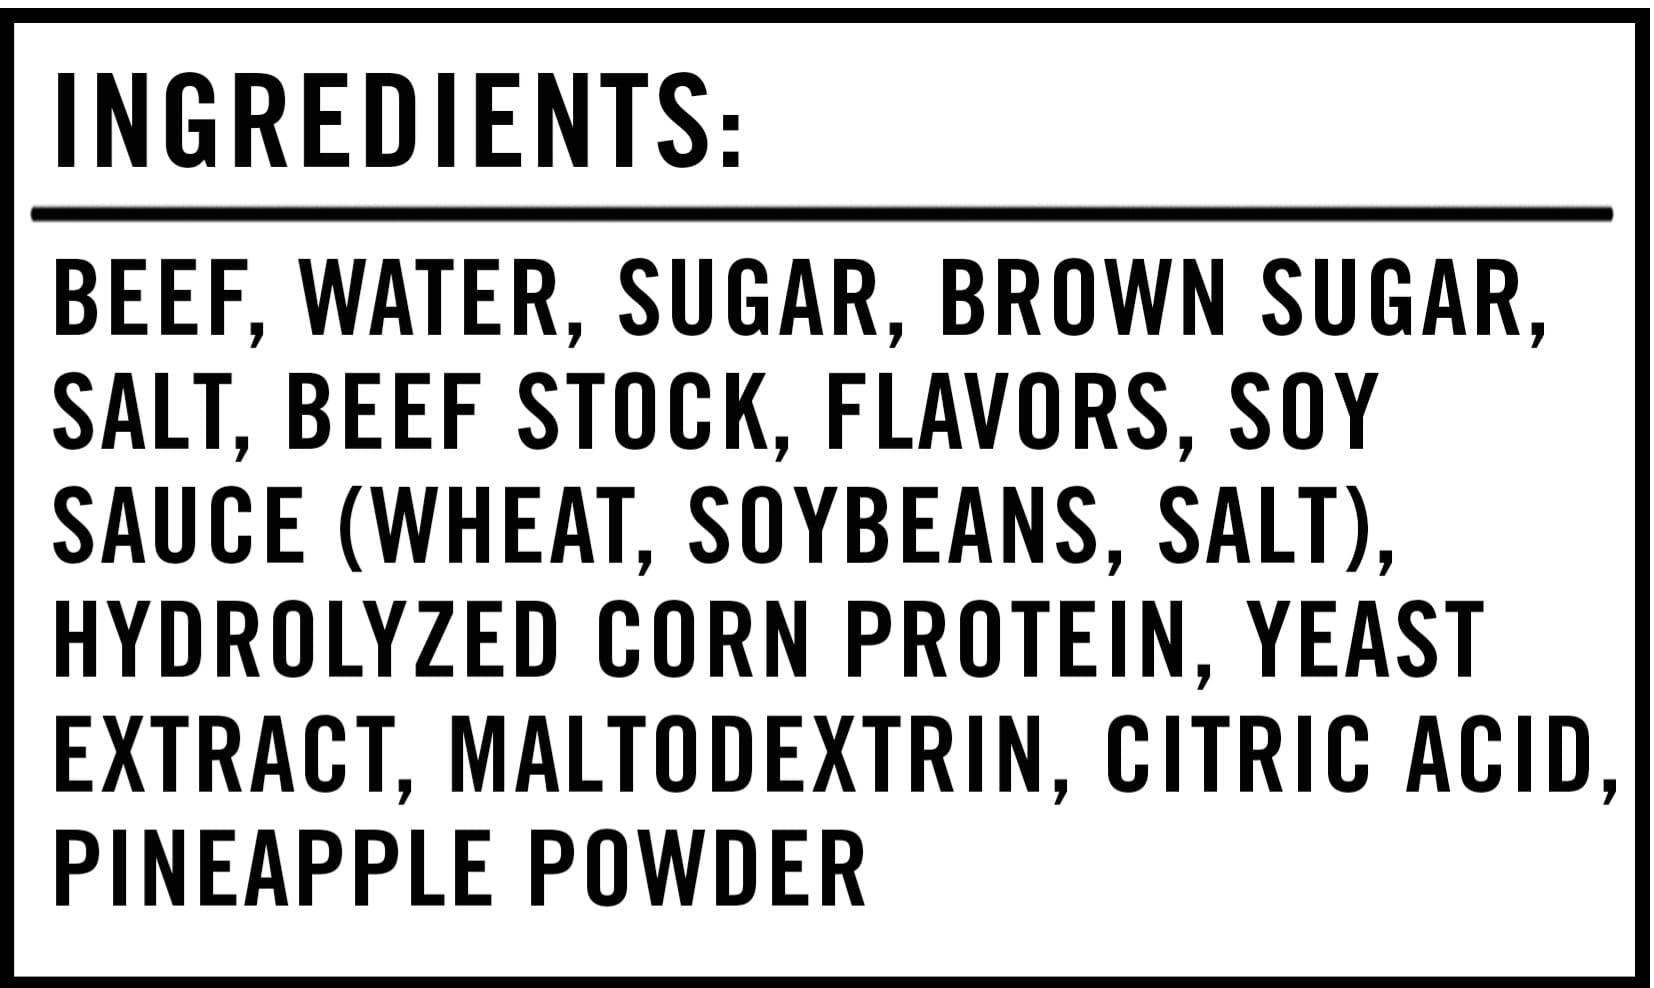 INGREDIENTS:
BEEF, WATER, SUGAR, BROWN SUGAR,
SALT, BEEF STOCK, FLAVORS, SOY
SAUCE (WHEAT, SOYBEANS, SALT),
HYDROLYZED CORN PROTEIN, YEAST
EXTRACT, MALTODEXTRIN, CITRIC ACID,
PINEAPPLE POWDER